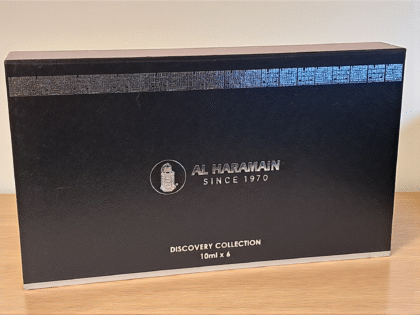 AL HARAMAIN
SINCE 1970
DISCOVERY COLLECTION
10ml x 6